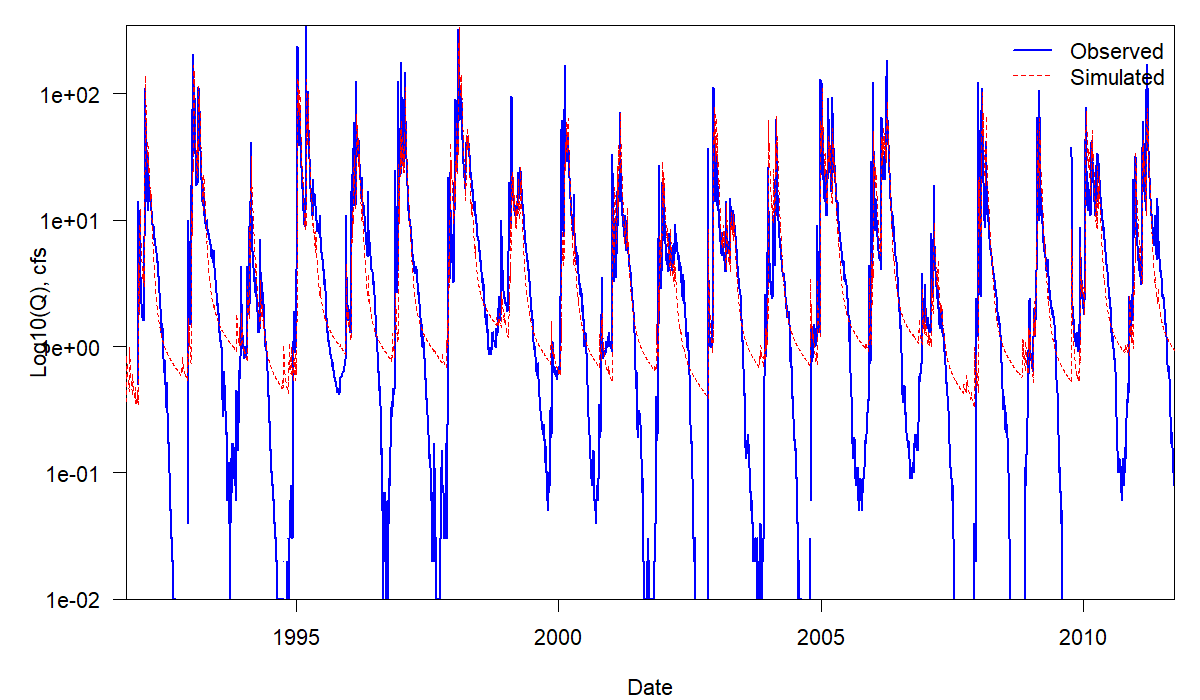 Observed
Simulated
1e+02
1e+01
1e+00
1e-01
1e-02
Log10(Q), cfs
1995
2000
2005
2010
Date